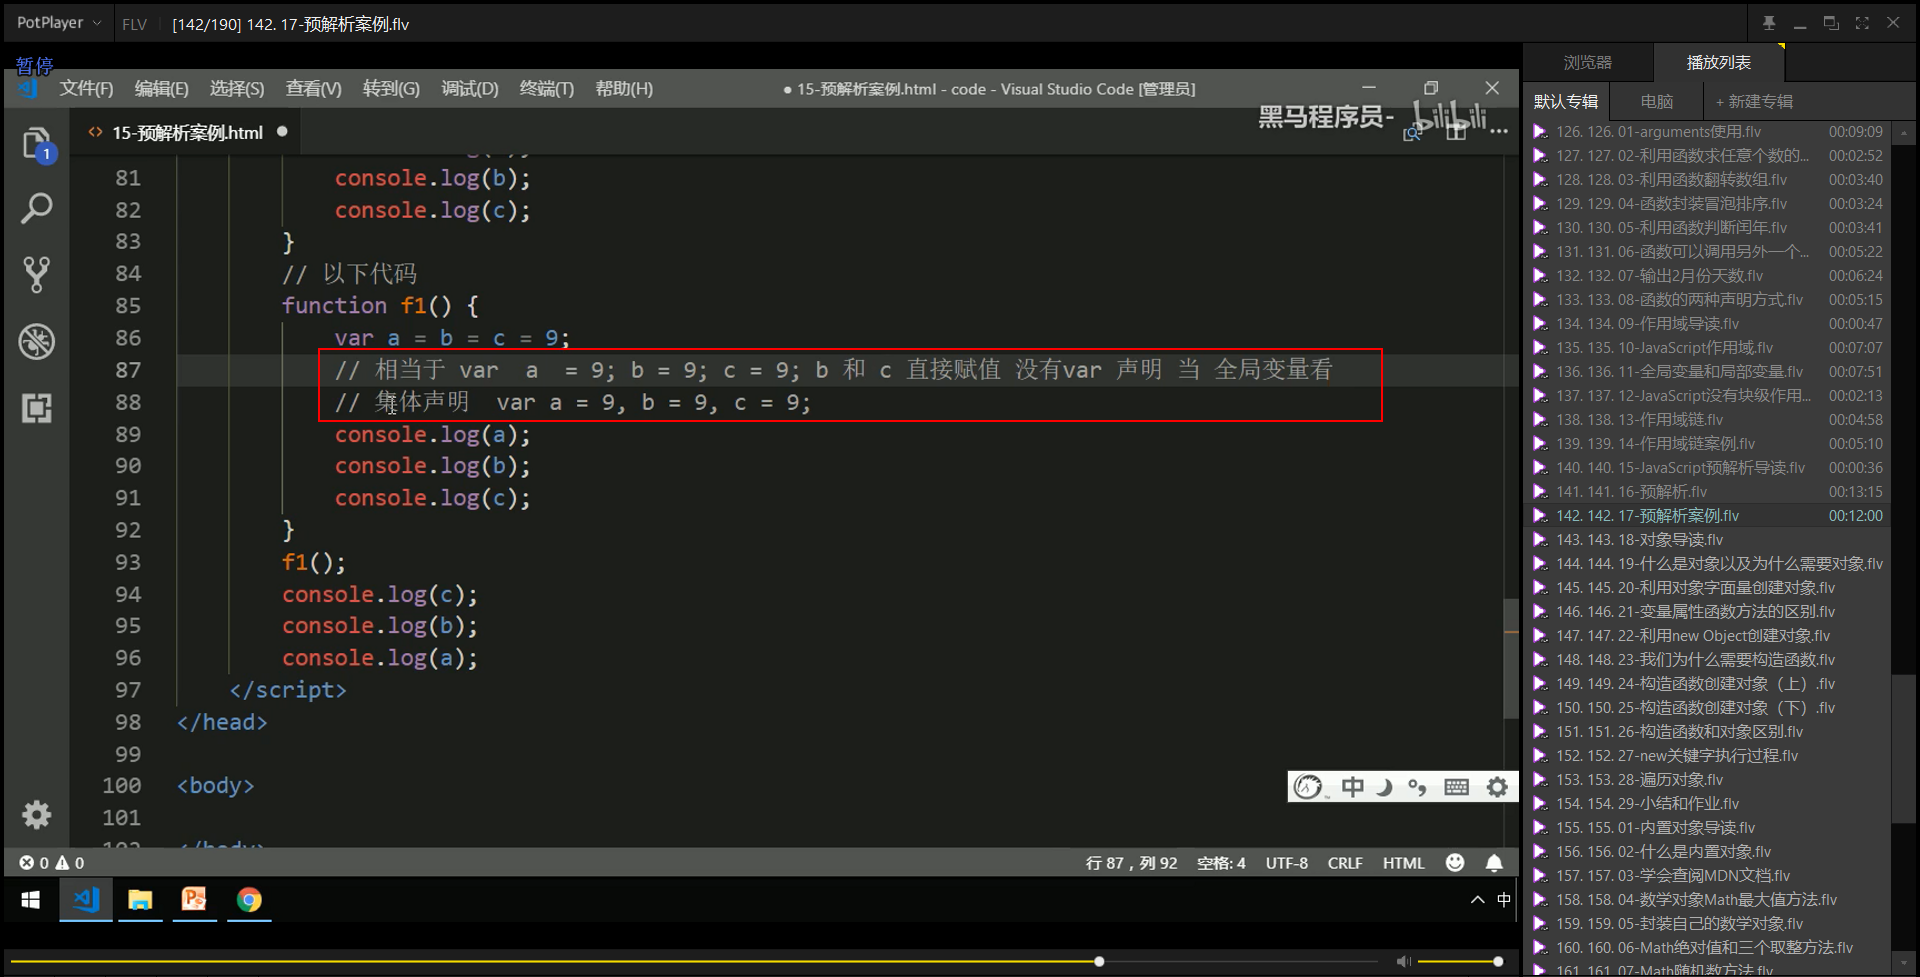 PotPlayer
FLV
[142/190] 142. 17-预解析案例.flv
暂停
文件(F) 编辑(E) 选择(S) 查看(V) 转到(G) 调试(D) 终端(T) 帮助(H)
● 15-预解析案例.html - code - Visual Studio Code [管理员]
黑马程序员- bilibili
<> 15-预解析案例.html ●
1
81 console.log(b);
82 console.log(c);
83 }
84 // 以下代码
85 function f1() {
86 var a = b = c = 9;
87 // 相当于 var  a  = 9; b = 9; c = 9; b 和 c 直接赋值 没有var 声明 当 全局变量看
88 // 集体声明  var a = 9, b = 9, c = 9;
89 console.log(a);
90 console.log(b);
91 console.log(c);
92 }
93 f1();
94 console.log(c);
95 console.log(b);
96 console.log(a);
97 </script>
98 </head>
99
100 <body>
101
中
0 0
行 87，列 92 空格: 4 UTF-8 CRLF HTML
中
浏览器 播放列表
默认专辑 电脑 + 新建专辑
126. 126. 01-arguments使用.flv 00:09:09
127. 127. 02-利用函数求任意个数的... 00:02:52
128. 128. 03-利用函数翻转数组.flv 00:03:40
129. 129. 04-函数封装冒泡排序.flv 00:03:24
130. 130. 05-利用函数判断闰年.flv 00:03:41
131. 131. 06-函数可以调用另外一个... 00:05:22
132. 132. 07-输出2月份天数.flv 00:06:24
133. 133. 08-函数的两种声明方式.flv 00:05:15
134. 134. 09-作用域导读.flv 00:00:47
135. 135. 10-JavaScript作用域.flv 00:07:07
136. 136. 11-全局变量和局部变量.flv 00:07:51
137. 137. 12-JavaScript没有块级作用... 00:02:13
138. 138. 13-作用域链.flv 00:04:58
139. 139. 14-作用域链案例.flv 00:05:10
140. 140. 15-JavaScript预解析导读.flv 00:00:36
141. 141. 16-预解析.flv 00:13:15
142. 142. 17-预解析案例.flv 00:12:00
143. 143. 18-对象导读.flv
144. 144. 19-什么是对象以及为什么需要对象.flv
145. 145. 20-利用对象字面量创建对象.flv
146. 146. 21-变量属性函数方法的区别.flv
147. 147. 22-利用new Object创建对象.flv
148. 148. 23-我们为什么需要构造函数.flv
149. 149. 24-构造函数创建对象（上）.flv
150. 150. 25-构造函数创建对象（下）.flv
151. 151. 26-构造函数和对象区别.flv
152. 152. 27-new关键字执行过程.flv
153. 153. 28-遍历对象.flv
154. 154. 29-小结和作业.flv
155. 155. 01-内置对象导读.flv
156. 156. 02-什么是内置对象.flv
157. 157. 03-学会查阅MDN文档.flv
158. 158. 04-数学对象Math最大值方法.flv
159. 159. 05-封装自己的数学对象.flv
160. 160. 06-Math绝对值和三个取整方法.flv
161. 161. 07-Math随机数方法.flv